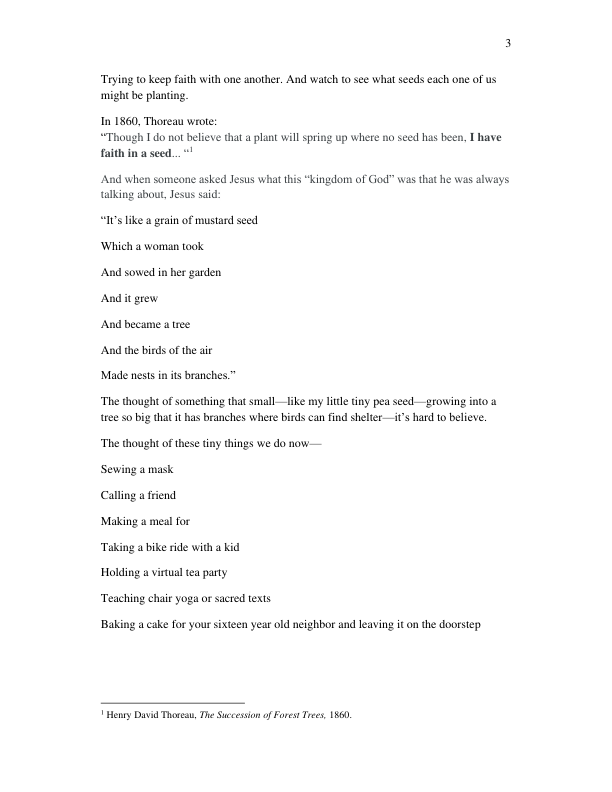 3
Trying to keep faith with one another. And watch to see what seeds each one of us
might be planting.
In 1860, Thoreau wrote:
“Though I do not believe that a plant will spring up where no seed has been, I have
faith in a seed... “1
And when someone asked Jesus what this “kingdom of God” was that he was always
talking about, Jesus said:
“It’s like a grain of mustard seed
Which a woman took
And sowed in her garden
And it grew
And became a tree
And the birds of the air
Made nests in its branches.”
The thought of something that small—like my little tiny pea seed—growing into a
tree so big that it has branches where birds can find shelter—it’s hard to believe.
The thought of these tiny things we do now—
Sewing a mask
Calling a friend
Making a meal for
Taking a bike ride with a kid
Holding a virtual tea party
Teaching chair yoga or sacred texts
Baking a cake for your sixteen year old neighbor and leaving it on the doorstep
1 Henry David Thoreau, The Succession of Forest Trees, 1860.